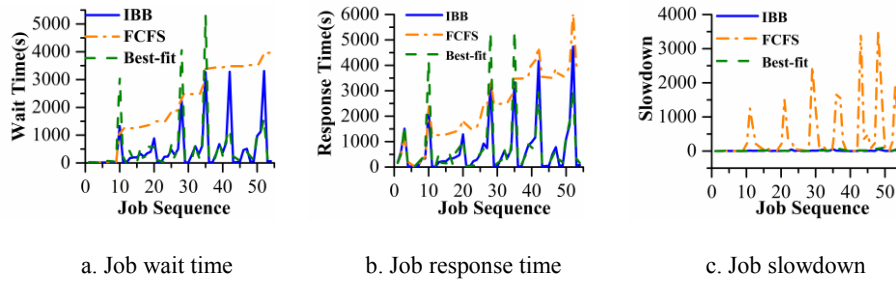 IBB
FCFS
Best-fit
5000
4000
3000
2000
1000
0
Wait Time(s)
0 10 20 30 40 50
Job Sequence
a. Job wait time
IBB
FCFS
Best-fit
6000
5000
4000
3000
2000
1000
0
Response Time(s)
0 10 20 30 40 50
Job Sequence
b. Job response time
IBB
FCFS
Best-fit
4000
3000
2000
1000
0
Slowdown
0 10 20 30 40 50
Job Sequence
c. Job slowdown